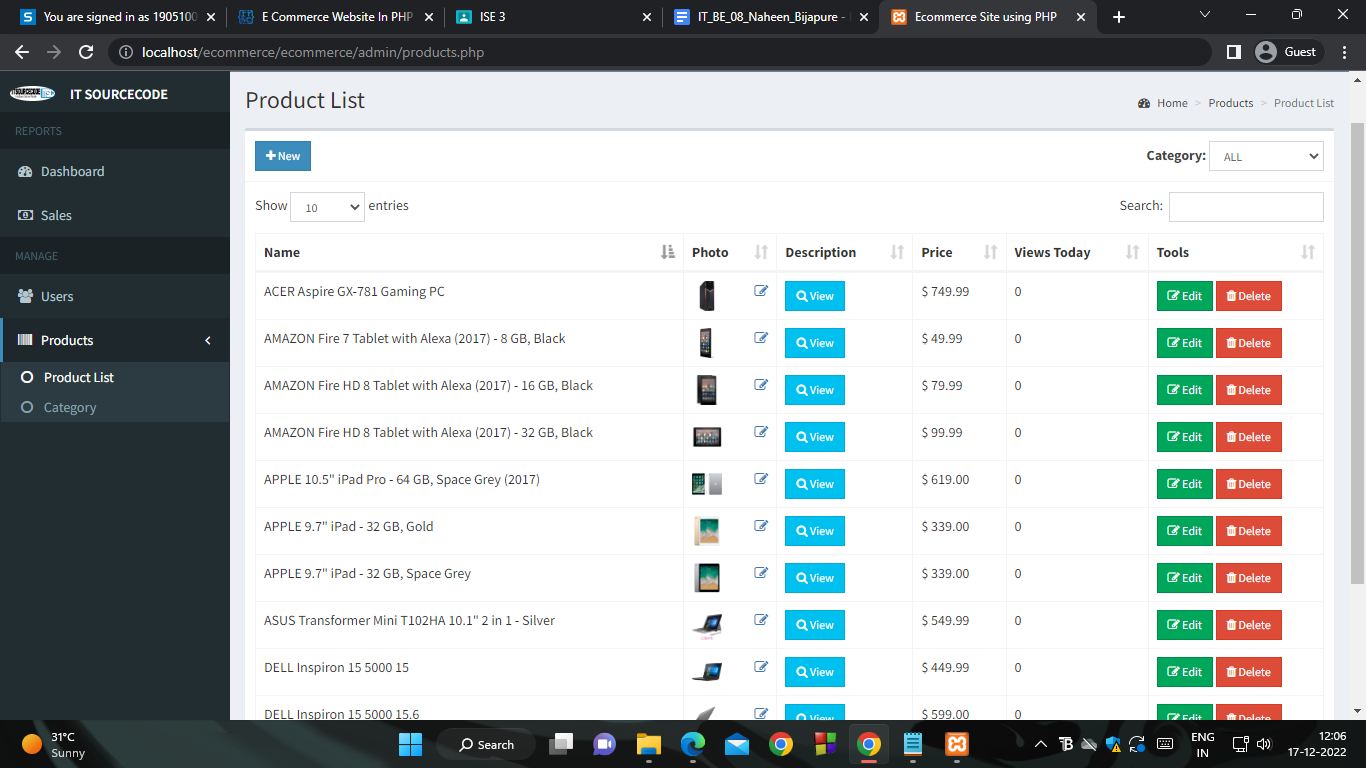 You are signed in as 1905100
E Commerce Website In PHP
ISE 3
IT_BE_08_Naheen_Bijapure -
Ecommerce Site using PHP
localhost/ecommerce/ecommerce/admin/products.php
Guest
IT SOURCECODE
Product List
Home > Products > Product List
REPORTS
Dashboard
Sales
MANAGE
Users
Products
Product List
Category
New
Category: ALL
Show 10 entries
Search:
Name Photo Description Price Views Today Tools
ACER Aspire GX-781 Gaming PC View $ 749.99 0 Edit Delete
AMAZON Fire 7 Tablet with Alexa (2017) - 8 GB, Black View $ 49.99 0 Edit Delete
AMAZON Fire HD 8 Tablet with Alexa (2017) - 16 GB, Black View $ 79.99 0 Edit Delete
AMAZON Fire HD 8 Tablet with Alexa (2017) - 32 GB, Black View $ 99.99 0 Edit Delete
APPLE 10.5" iPad Pro - 64 GB, Space Grey (2017) View $ 619.00 0 Edit Delete
APPLE 9.7" iPad - 32 GB, Gold View $ 339.00 0 Edit Delete
APPLE 9.7" iPad - 32 GB, Space Grey View $ 339.00 0 Edit Delete
ASUS Transformer Mini T102HA 10.1" 2 in 1 - Silver View $ 549.99 0 Edit Delete
DELL Inspiron 15 5000 15 View $ 449.99 0 Edit Delete
DELL Inspiron 15 5000 15.6 View $ 599.00 0 Edit Delete
31°C
Sunny
Search
ENG
IN
12:06
17-12-2022